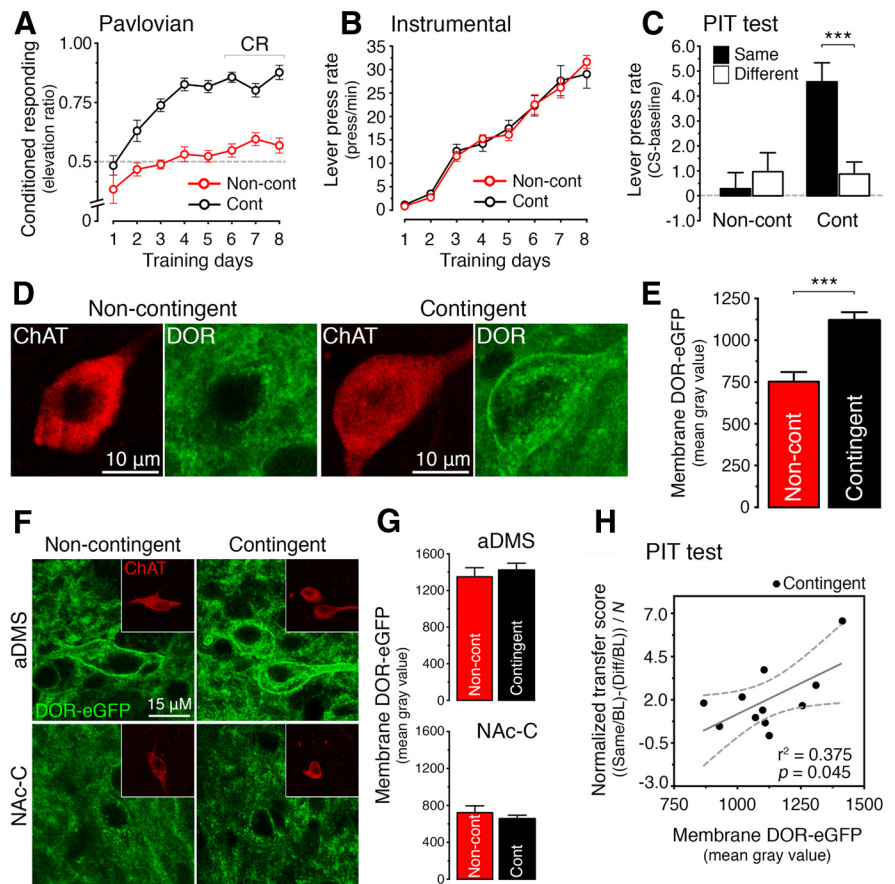 A Pavlovian
CR
Conditioned responding
(elevation ratio)
1.00
0.75
0.5
0
Non-cont
Cont
1 2 3 4 5 6 7 8
Training days
B Instrumental
Lever press rate
(press/min)
35
30
25
20
15
10
5
0
Non-cont
Cont
1 2 3 4 5 6 7 8
Training days
C PIT test
Same
Different
***
Lever press rate
(CS-baseline)
6.0
5.0
4.0
3.0
2.0
1.0
0
-1.0
Non-cont Cont
D Non-contingent Contingent
ChAT DOR ChAT DOR
10 µm 10 µm
E
***
Membrane DOR-eGFP
(mean gray value)
1250
1000
750
500
250
0
Non-cont
Contingent
F
Non-contingent Contingent
ChAT
aDMS
DOR-eGFP 15 µM
NAc-C
G
aDMS
Membrane DOR-eGFP
(mean gray value)
1600
1200
800
400
0
Non-cont
Contingent
NAc-C
1600
1200
800
400
0
Non-cont
Cont
H
PIT test
Contingent
Normalized transfer score
((Same/BL)-(Diff/BL)) / N
7.0
4.5
2.0
-0.5
-3.0
r² = 0.375
p = 0.045
750 1000 1250 1500
Membrane DOR-eGFP
(mean gray value)